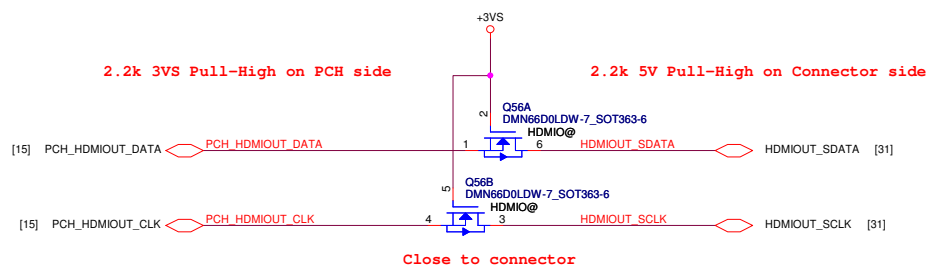 +3VS
2.2k 3VS Pull-High on PCH side
2.2k 5V Pull-High on Connector side
Q56A
DMN66D0LDW-7_SOT363-6
HDMIO@
2
[15] PCH_HDMIOUT_DATA
PCH_HDMIOUT_DATA
1
6
HDMIOUT_SDATA
HDMIOUT_SDATA [31]
Q56B
DMN66D0LDW-7_SOT363-6
HDMIO@
5
[15] PCH_HDMIOUT_CLK
PCH_HDMIOUT_CLK
4
3
HDMIOUT_SCLK
HDMIOUT_SCLK [31]
Close to connector